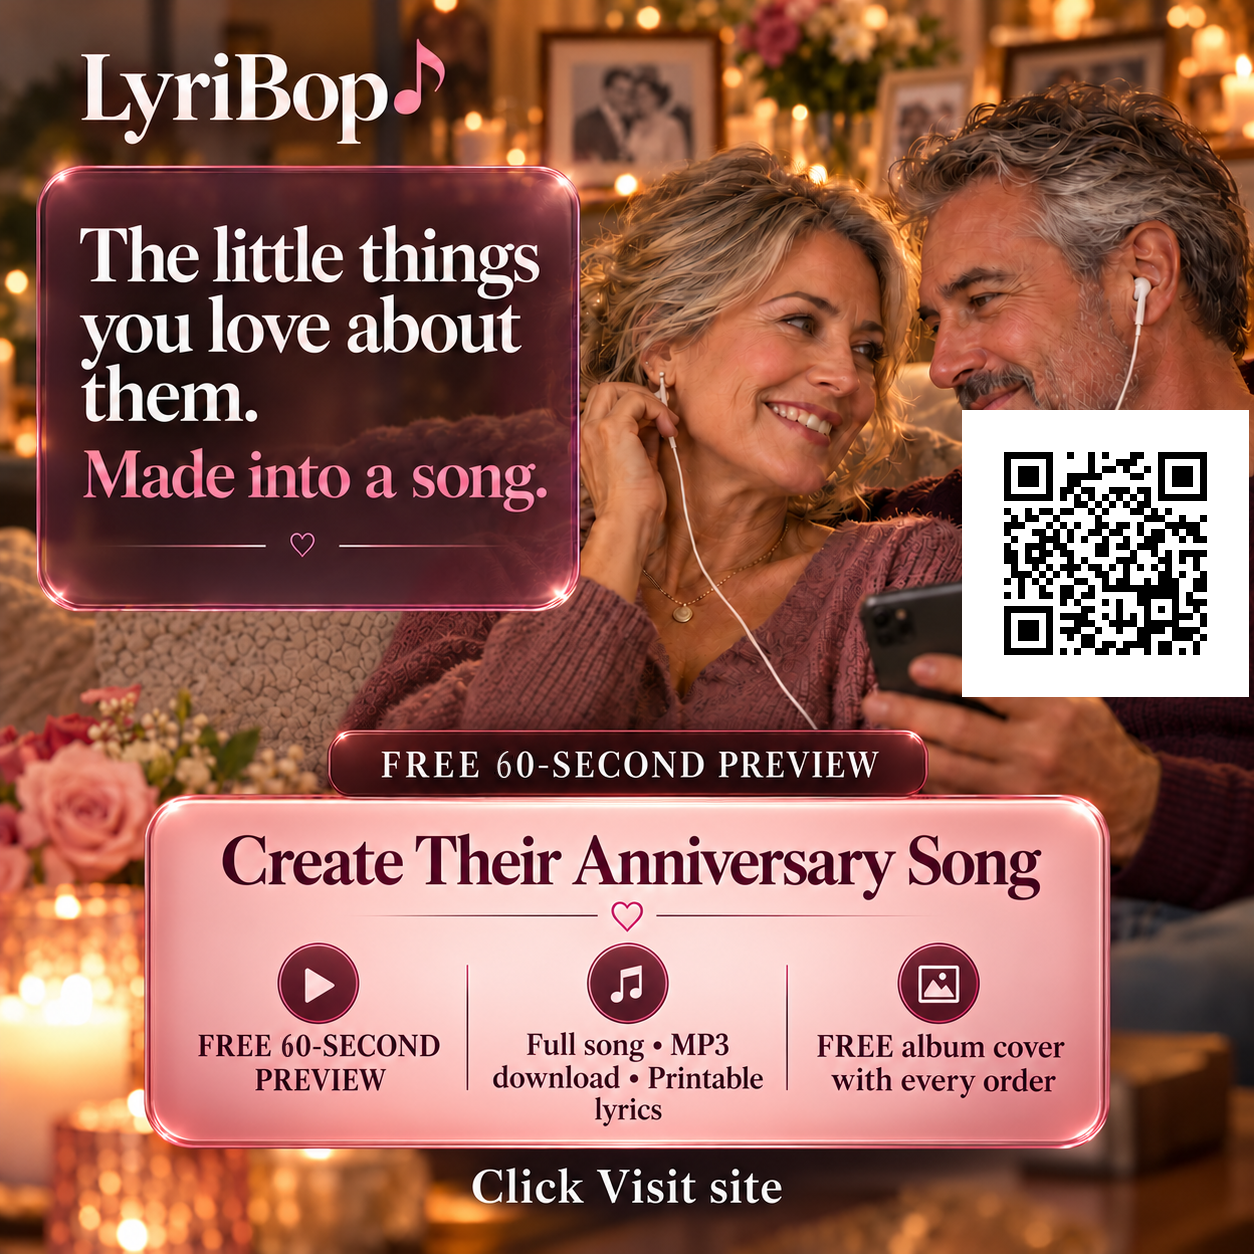 LyriBop
The little things
you love about
them.
Made into a song.
FREE 60-SECOND PREVIEW
Create Their Anniversary Song
FREE 60-SECOND
PREVIEW
Full song • MP3
download • Printable
lyrics
FREE album cover
with every order
Click Visit site